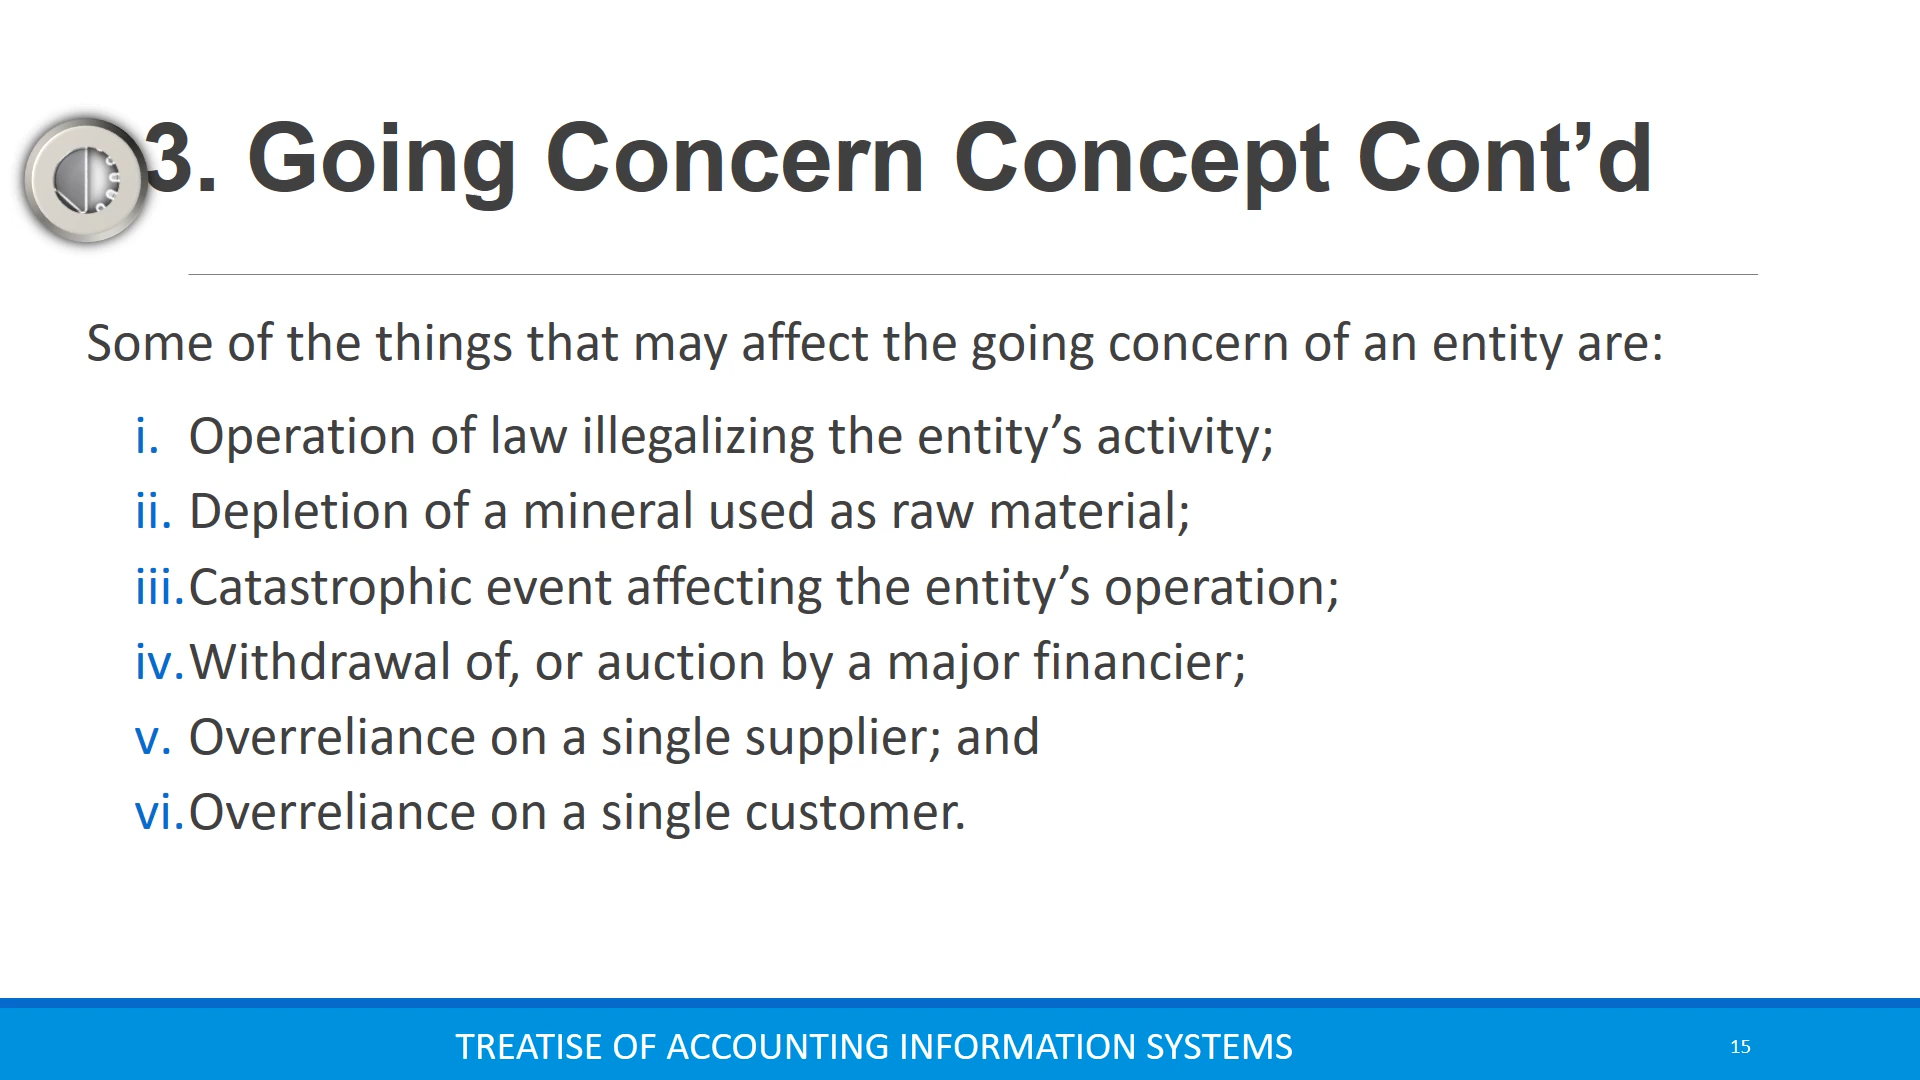 3. Going Concern Concept Cont’d
Some of the things that may affect the going concern of an entity are:
i. Operation of law illegalizing the entity’s activity;
ii. Depletion of a mineral used as raw material;
iii. Catastrophic event affecting the entity’s operation;
iv. Withdrawal of, or auction by a major financier;
v. Overreliance on a single supplier; and
vi. Overreliance on a single customer.
TREATISE OF ACCOUNTING INFORMATION SYSTEMS
15